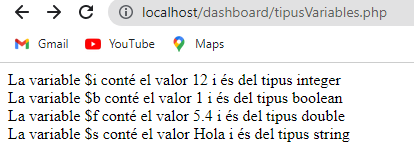 localhost/dashboard/tipusVariables.php
Gmail YouTube Maps
La variable $i conté el valor 12 i és del tipus integer
La variable $b conté el valor 1 i és del tipus boolean
La variable $f conté el valor 5.4 i és del tipus double
La variable $s conté el valor Hola i és del tipus string